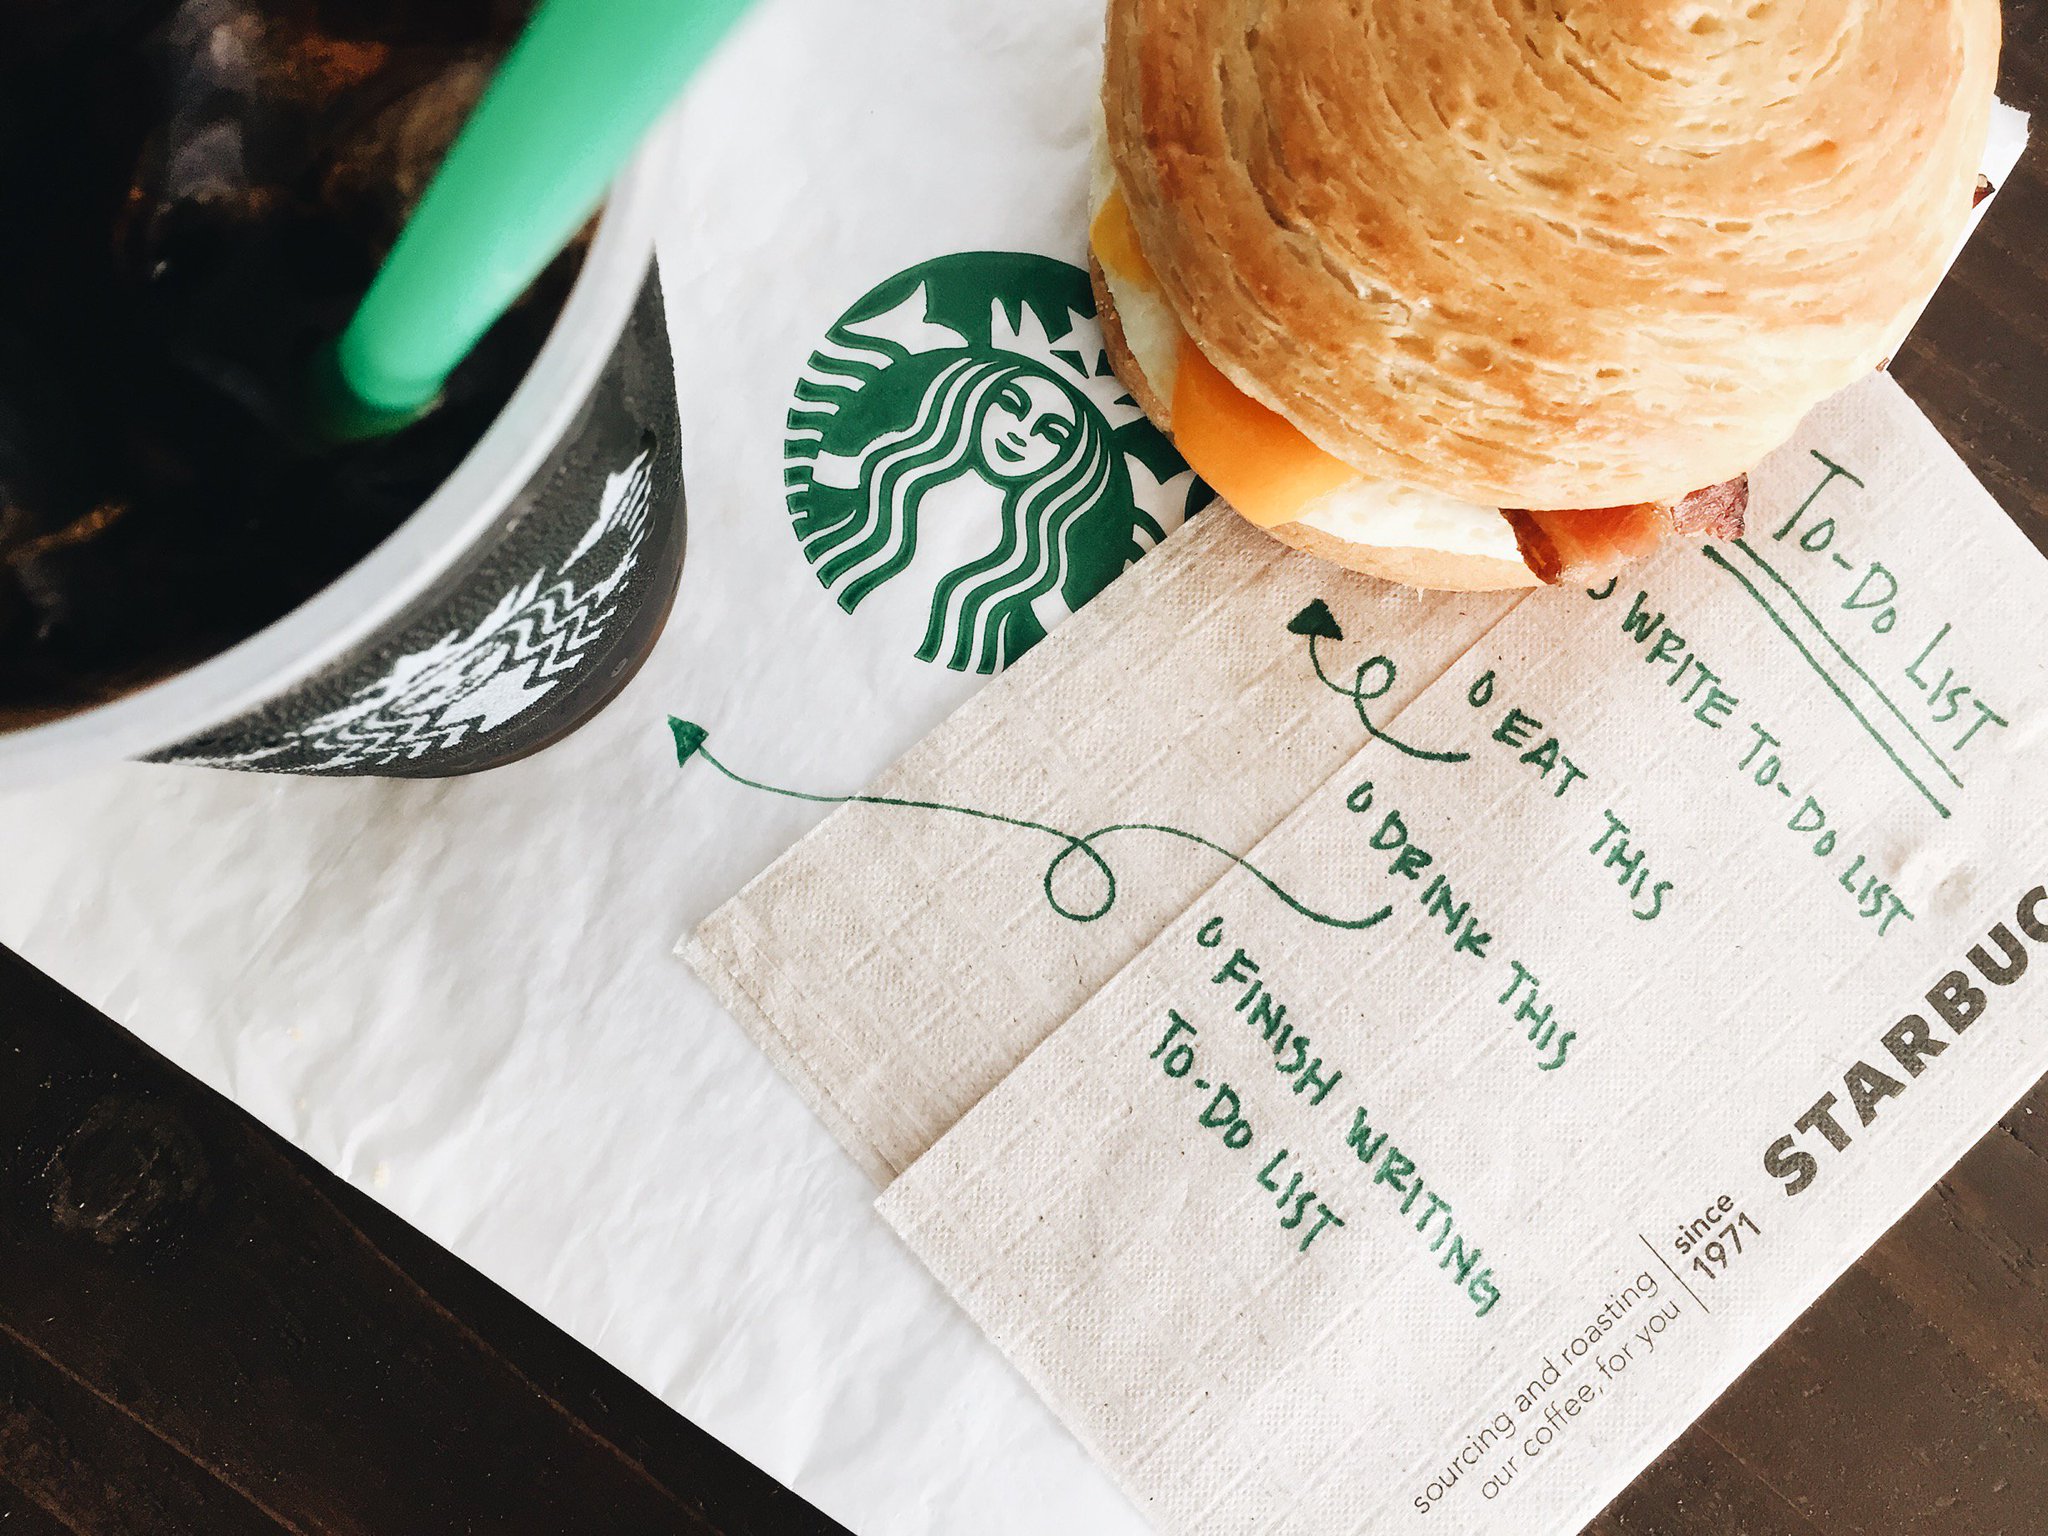 TO-DO LIST
WRITE TO-DO LIST
EAT THIS
DRINK THIS
FINISH WRITING
TO-DO LIST
STARBUC
since
1971
sourcing and roasting
our coffee, for you